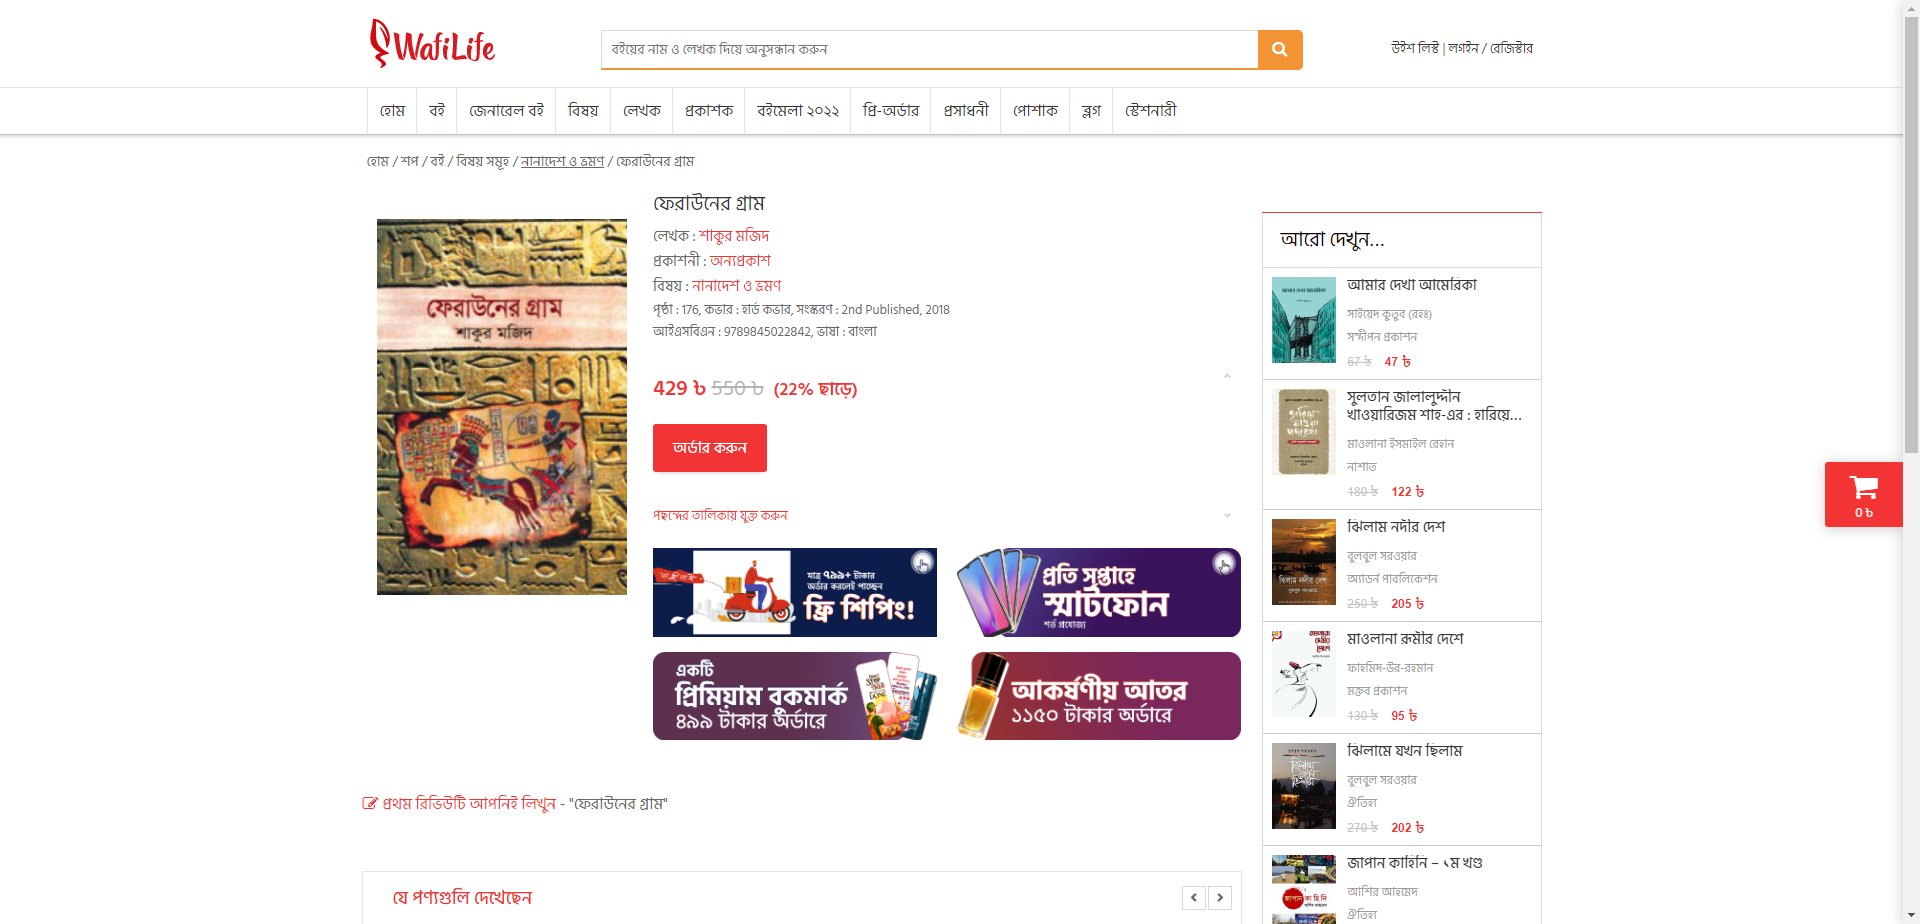 WafiLife
বইয়ের নাম ও লেখক দিয়ে অনুসন্ধান করুন
উইশ লিস্ট | লগইন / রেজিস্টার
হোম
বই
জেনারেল বই
বিষয়
লেখক
প্রকাশক
বইমেলা ২০২২
প্রি-অর্ডার
প্রসাধনী
পোশাক
ব্লগ
স্টেশনারী
হোম / শপ / বই / বিষয় সমূহ / নানাদেশ ও ভ্রমণ / ফেরাউনের গ্রাম
ফেরাউনের গ্রাম
শাকুর মজিদ
ফেরাউনের গ্রাম
লেখক : শাকুর মজিদ
প্রকাশনী : অন্যপ্রকাশ
বিষয় : নানাদেশ ও ভ্রমণ
পৃষ্ঠা : 176, কভার : হার্ড কভার, সংস্করণ : 2nd Published, 2018
আইএসবিএন : 9789845022842, ভাষা : বাংলা
429 ৳ 550 ৳ (22% ছাড়ে)
অর্ডার করুন
পছন্দের তালিকায় যুক্ত করুন
মাত্র ৭৯৯+ টাকার
অর্ডার করলেই পাচ্ছেন
ফ্রি শিপিং!
প্রতি সপ্তাহে
স্মার্টফোন
শর্ত প্রযোজ্য
একটি
প্রিমিয়াম বুকমার্ক
৪৯৯ টাকার অর্ডারে
আকর্ষণীয় আতর
১১৫০ টাকার অর্ডারে
প্রথম রিভিউটি আপনিই লিখুন - "ফেরাউনের গ্রাম"
যে পণ্যগুলি দেখেছেন
আরো দেখুন...
আমার দেখা আমেরিকা
আমার দেখা আমেরিকা
সাইয়েদ কুতুব (রহঃ)
সন্দীপন প্রকাশন
67 ৳ 47 ৳
সুলতান জালালুদ্দীন
খাওয়ারিজম শাহ-এর : হারিয়ে...
মাওলানা ইসমাইল রেহান
নাশাত
180 ৳ 122 ৳
ঝিলাম নদীর দেশ
ঝিলাম নদীর দেশ
বুলবুল সরওয়ার
অ্যাডর্ন পাবলিকেশন
250 ৳ 205 ৳
মাওলানা রূমীর দেশে
ফাহমিদ-উর-রহমান
মক্তব প্রকাশন
130 ৳ 95 ৳
ঝিলামে যখন ছিলাম
বুলবুল সরওয়ার
ঐতিহ্য
270 ৳ 202 ৳
জাপান কাহিনি – ১ম খণ্ড
জাপান কাহিনি
আশির আহমেদ
ঐতিহ্য
0 ৳